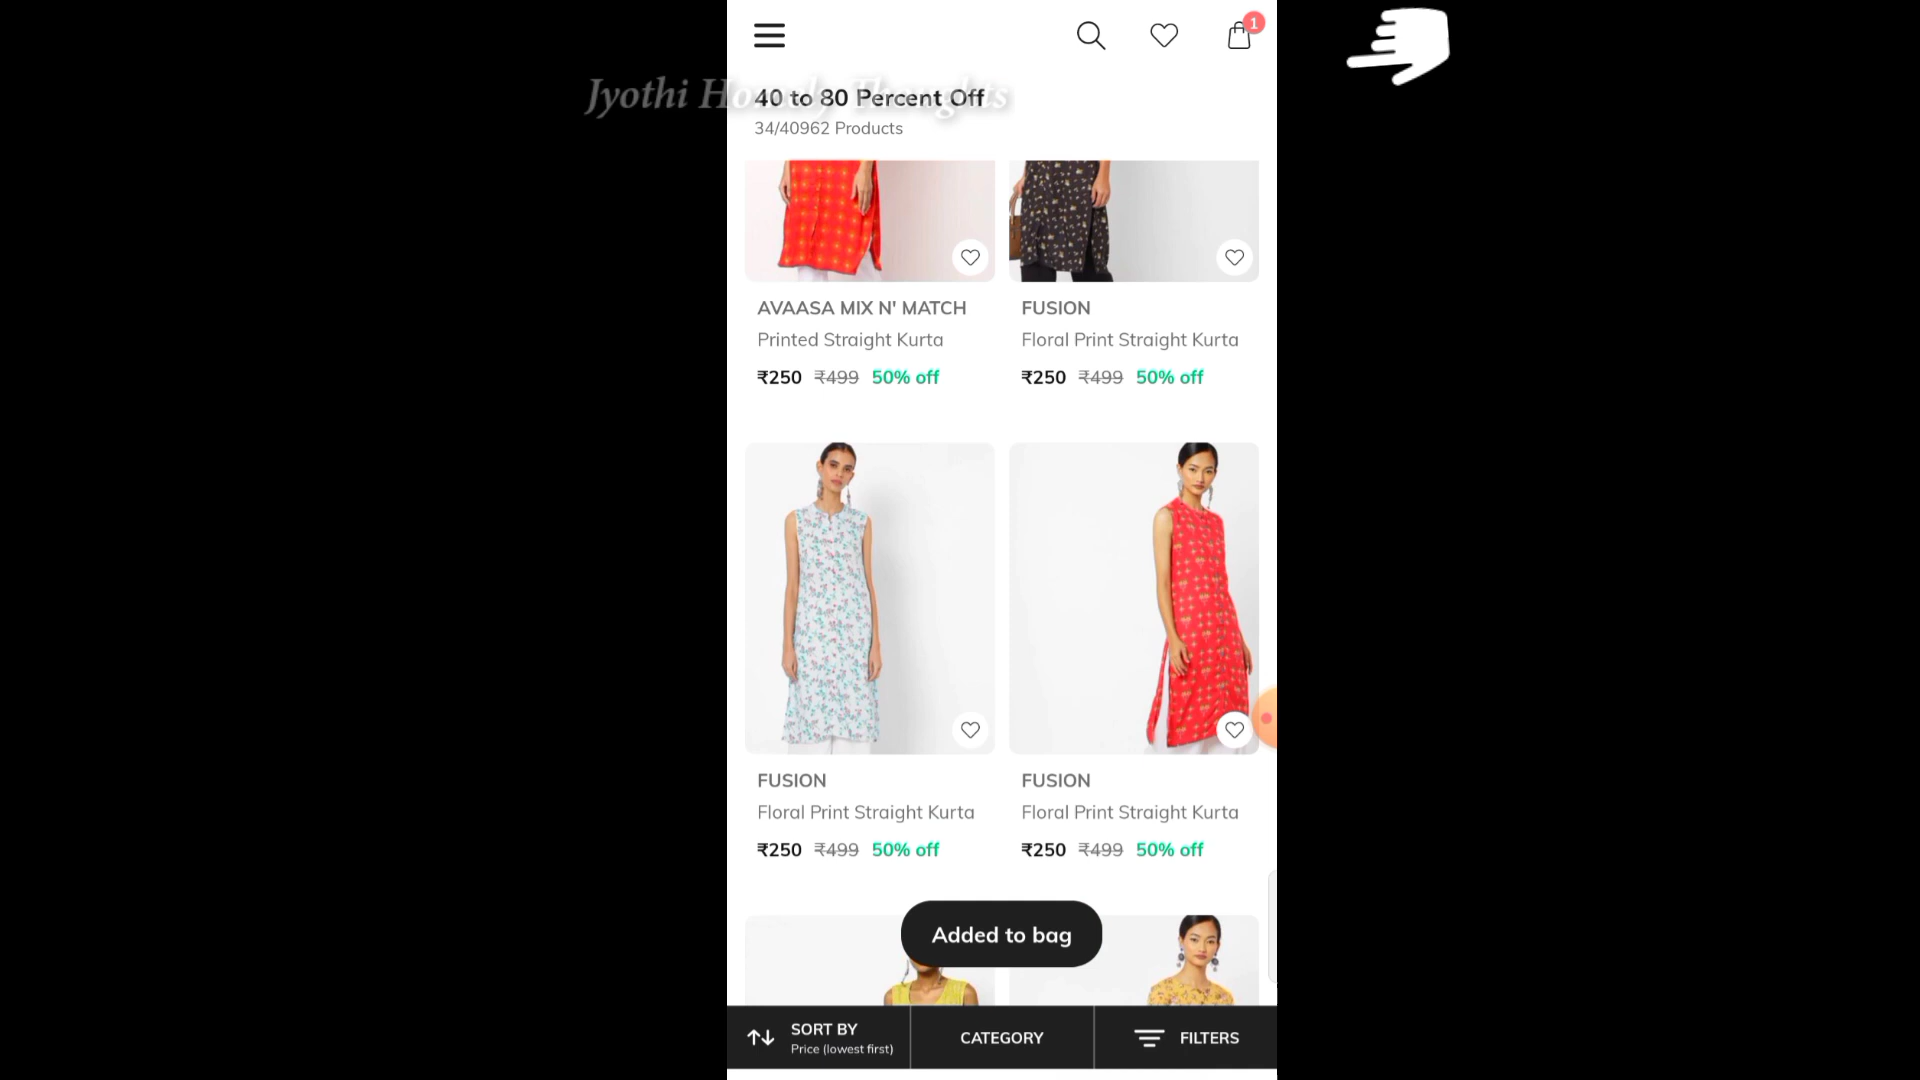 1
Jyothi Homely Thoughts
40 to 80 Percent Off
34/40962 Products
AVAASA MIX N' MATCH
Printed Straight Kurta
₹250 ₹499 50% off
FUSION
Floral Print Straight Kurta
₹250 ₹499 50% off
FUSION
Floral Print Straight Kurta
₹250 ₹499 50% off
FUSION
Floral Print Straight Kurta
₹250 ₹499 50% off
Added to bag
SORT BY
Price (lowest first)
CATEGORY
FILTERS